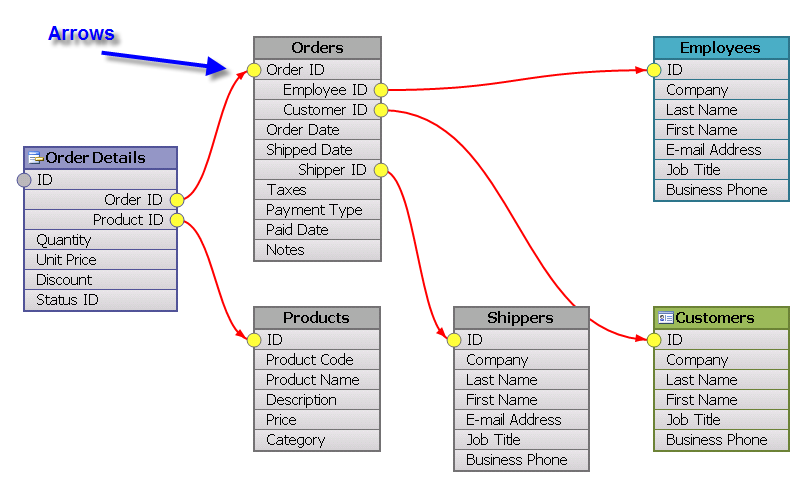 Arrows
Orders
Order ID
Employee ID
Customer ID
Order Date
Shipped Date
Shipper ID
Taxes
Payment Type
Paid Date
Notes
Employees
ID
Company
Last Name
First Name
E-mail Address
Job Title
Business Phone
Order Details
ID
Order ID
Product ID
Quantity
Unit Price
Discount
Status ID
Products
ID
Product Code
Product Name
Description
Price
Category
Shippers
ID
Company
Last Name
First Name
E-mail Address
Job Title
Business Phone
Customers
ID
Company
Last Name
First Name
Job Title
Business Phone